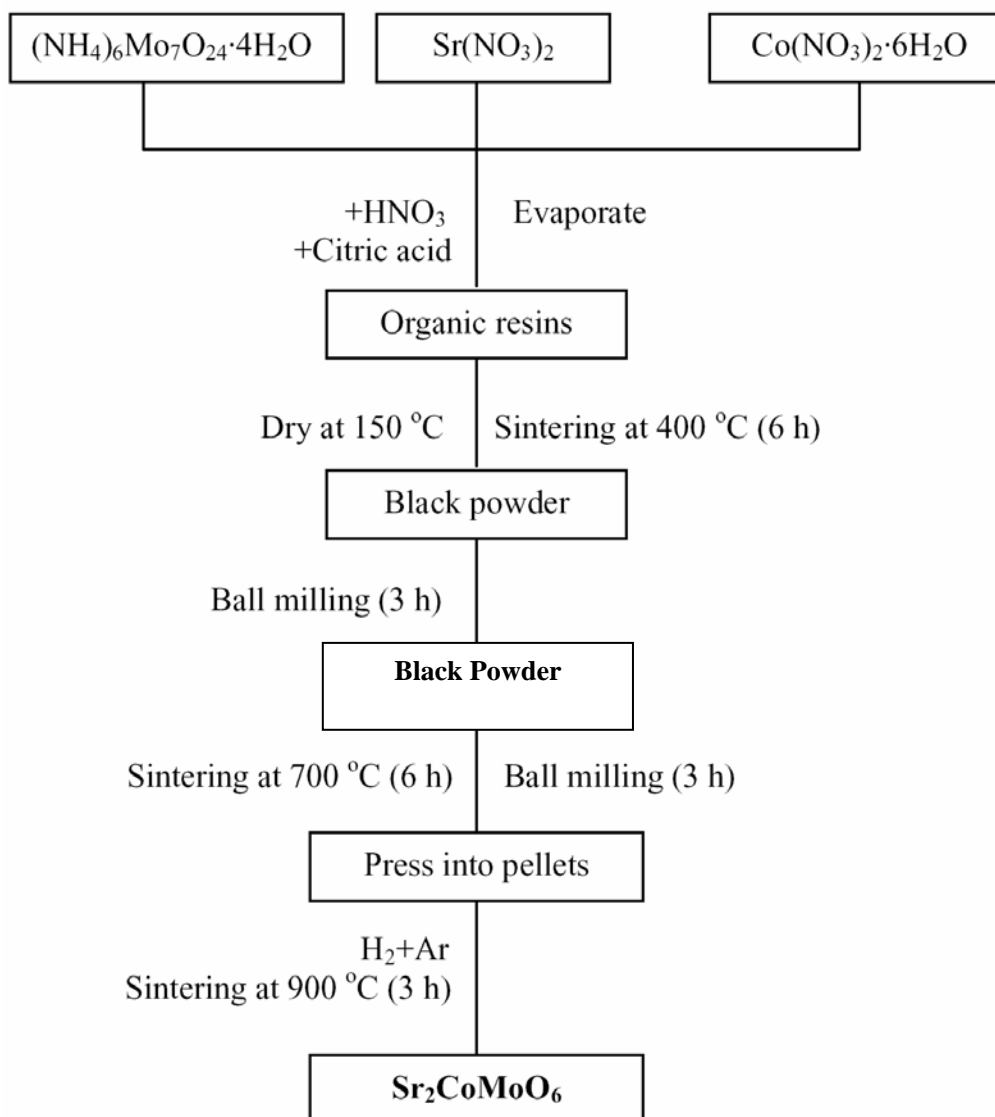 (NH₄)₆Mo₇O₂₄·4H₂O
Sr(NO₃)₂
Co(NO₃)₂·6H₂O
+HNO₃
+Citric acid
Evaporate
Organic resins
Dry at 150 °C
Sintering at 400 °C (6 h)
Black powder
Ball milling (3 h)
Black Powder
Sintering at 700 °C (6 h)
Ball milling (3 h)
Press into pellets
H₂+Ar
Sintering at 900 °C (3 h)
Sr₂CoMoO₆